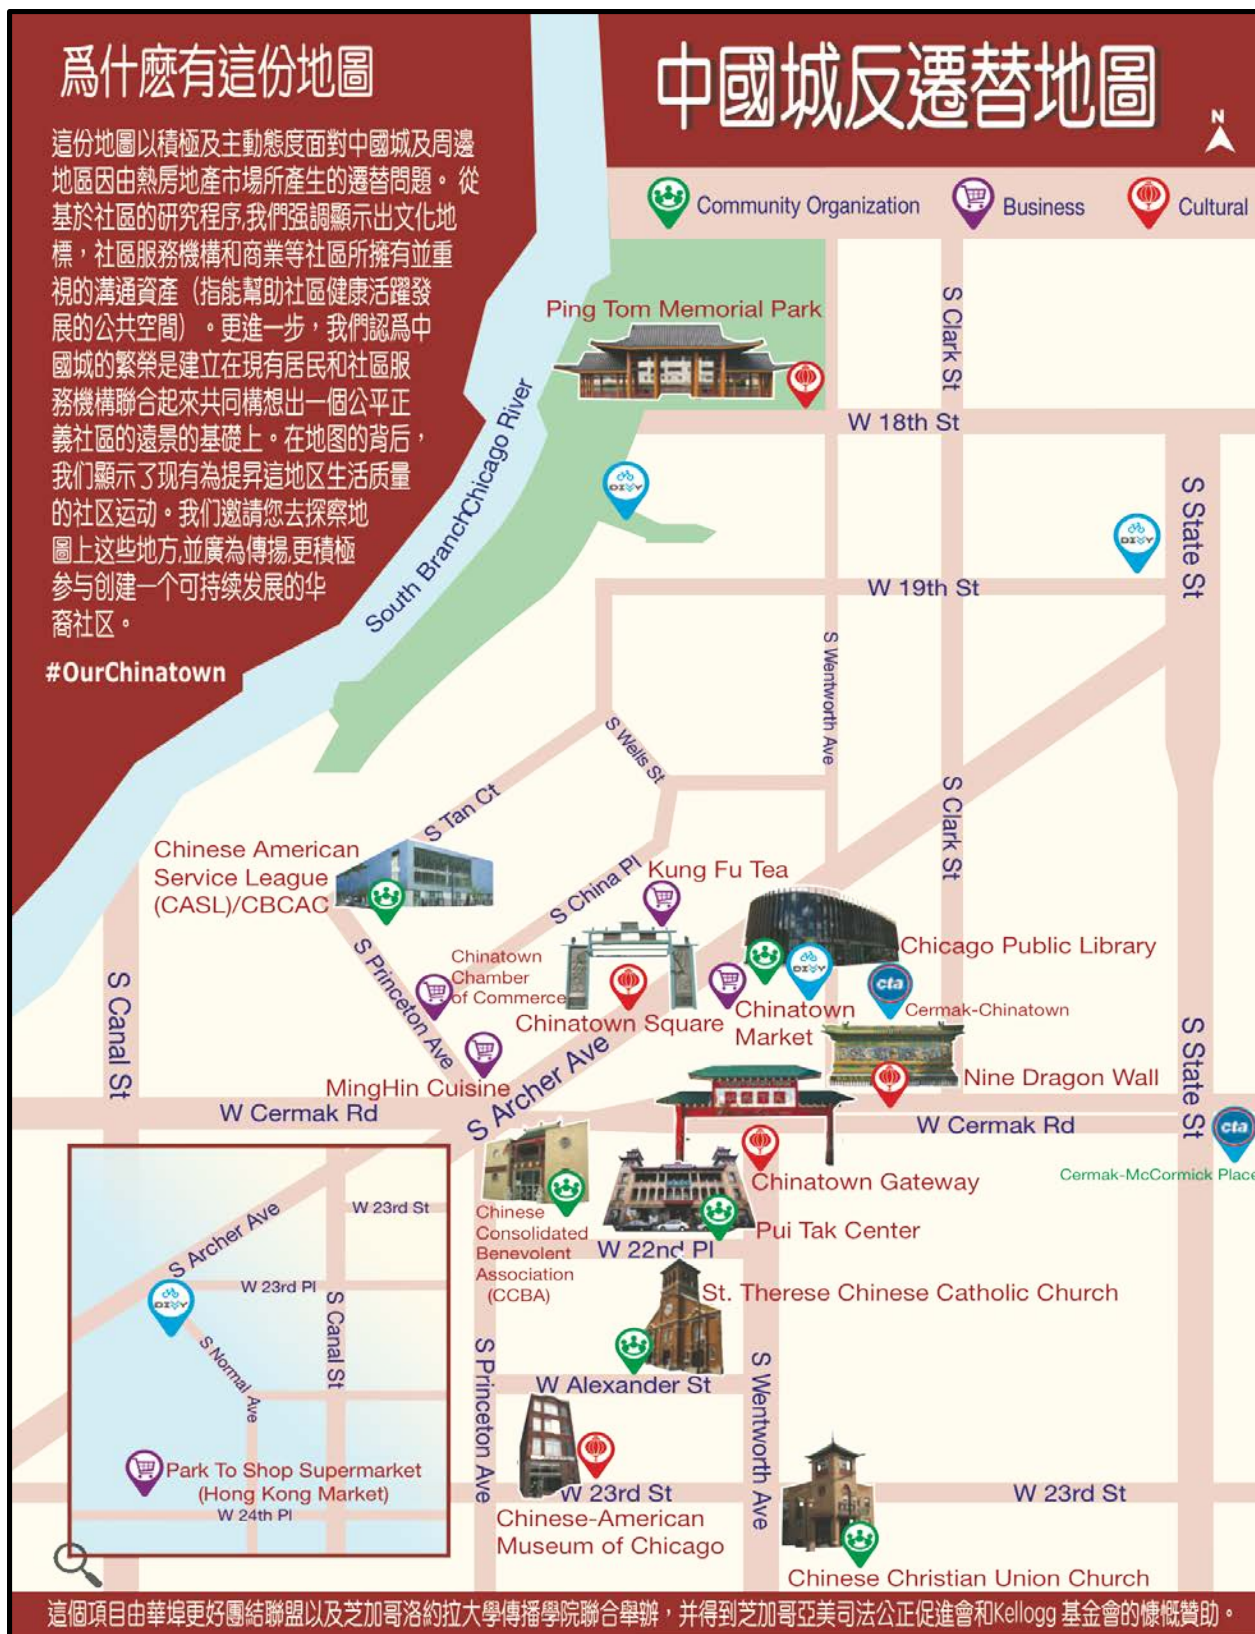 爲什麽有這份地圖
這份地圖以積極及主動態度面對中國城及周邊
地區因由熱房地產市場所產生的遷替問題。從
基於社區的研究程序,我們强調顯示出文化地
標，社區服務機構和商業等社區所擁有並重
視的溝通資產（指能幫助社區健康活躍發
展的公共空間）。更進一步，我們認爲中
國城的繁榮是建立在現有居民和社區服
務機構聯合起來共同構想出一個公平正
義社區的遠景的基礎上。在地图的背后，
我们顯示了现有為提昇這地区生活质量
的社区运动。我们邀請您去探察地
圖上这些地方,並廣為傳揚,更積極
参与创建一个可持续发展的华
裔社区。
#OurChinatown
中國城反遷替地圖
N
Community Organization
Business
Cultural
Ping Tom Memorial Park
S Clark St
W 18th St
South Branch Chicago River
DIVVY
DIVVY
S State St
W 19th St
S Wentworth Ave
S Wells St
S Tan Ct
S Clark St
Chinese American
Service League
(CASL)/CBCAC
S China Pl
Kung Fu Tea
Chicago Public Library
S Princeton Ave
Chinatown
Chamber
of Commerce
DIVVY
cta
Cermak-Chinatown
Chinatown Square
Chinatown
Market
S Canal St
S State St
MingHin Cuisine
S Archer Ave
Nine Dragon Wall
W Cermak Rd
W Cermak Rd
cta
Cermak-McCormick Place
Chinatown Gateway
Chinese
Consolidated
Benevolent
Association
(CCBA)
Pui Tak Center
W 22nd Pl
St. Therese Chinese Catholic Church
S Princeton Ave
W Alexander St
S Wentworth Ave
W 23rd St
W 23rd St
Chinese-American
Museum of Chicago
Chinese Christian Union Church
S Archer Ave
W 23rd St
W 23rd Pl
DIVVY
S Canal St
S Normal Ave
Park To Shop Supermarket
(Hong Kong Market)
W 24th Pl
這個項目由華埠更好團結聯盟以及芝加哥洛約拉大學傳播學院聯合舉辦，并得到芝加哥亞美司法公正促進會和Kellogg 基金會的慷慨贊助。